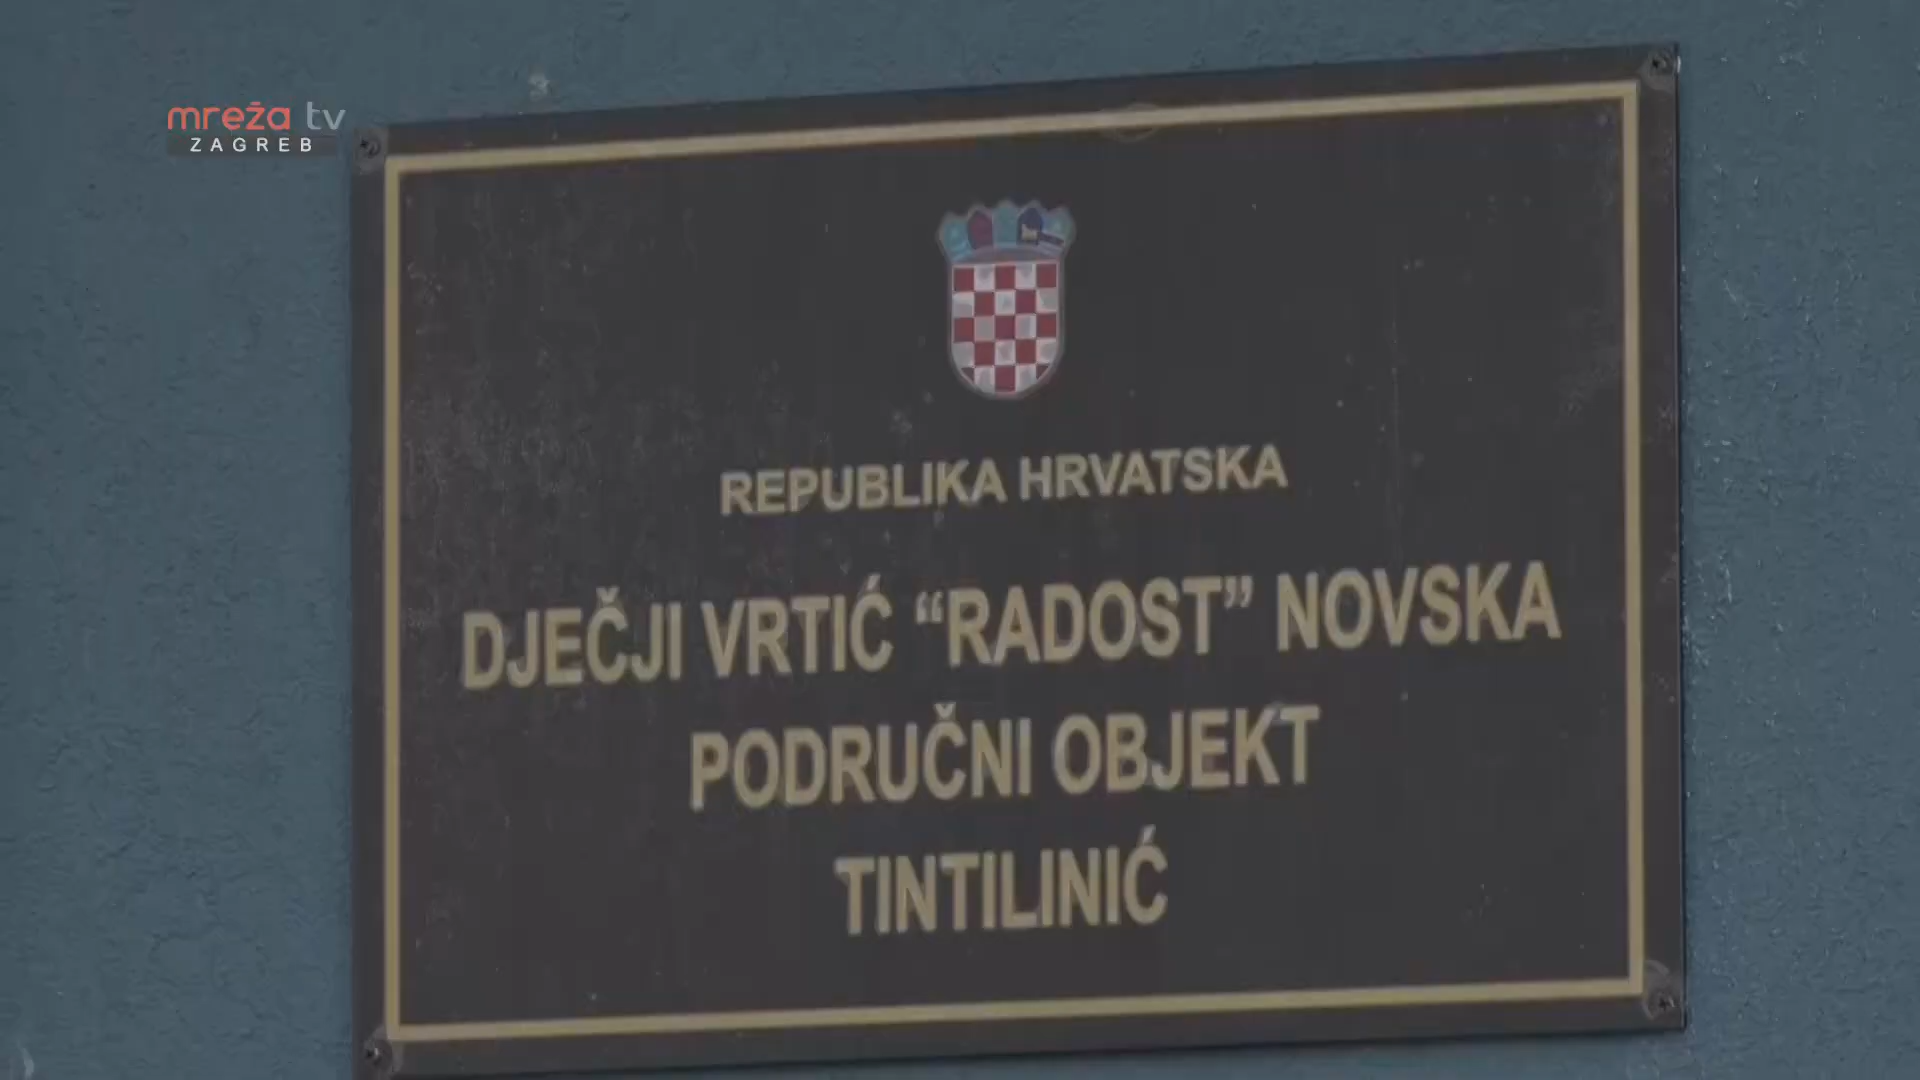 mreža tv
ZAGREB
REPUBLIKA HRVATSKA
DJEČJI VRTIĆ “RADOST” NOVSKA
PODRUČNI OBJEKT
TINTILINIĆ